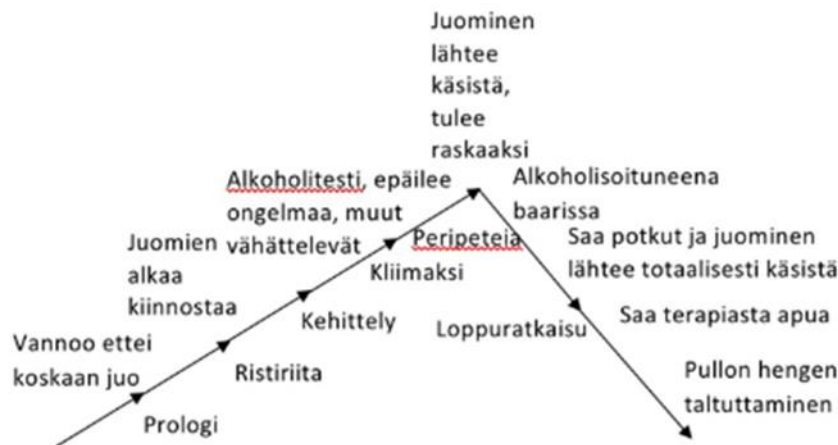 Juominen
lähtee
käsistä,
tulee
raskaaksi
Alkoholitesti, epäilee
ongelmaa, muut
vähättelevät
Alkoholisoituneena
baarissa
Juomien
alkaa
kiinnostaa
Peripeteia
Kliimaksi
Saa potkut ja juominen
lähtee totaalisesti käsistä
Kehittely
Loppuratkaisu
Saa terapiasta apua
Vannoo ettei
koskaan juo
Ristiriita
Pullon hengen
taltuttaminen
Prologi